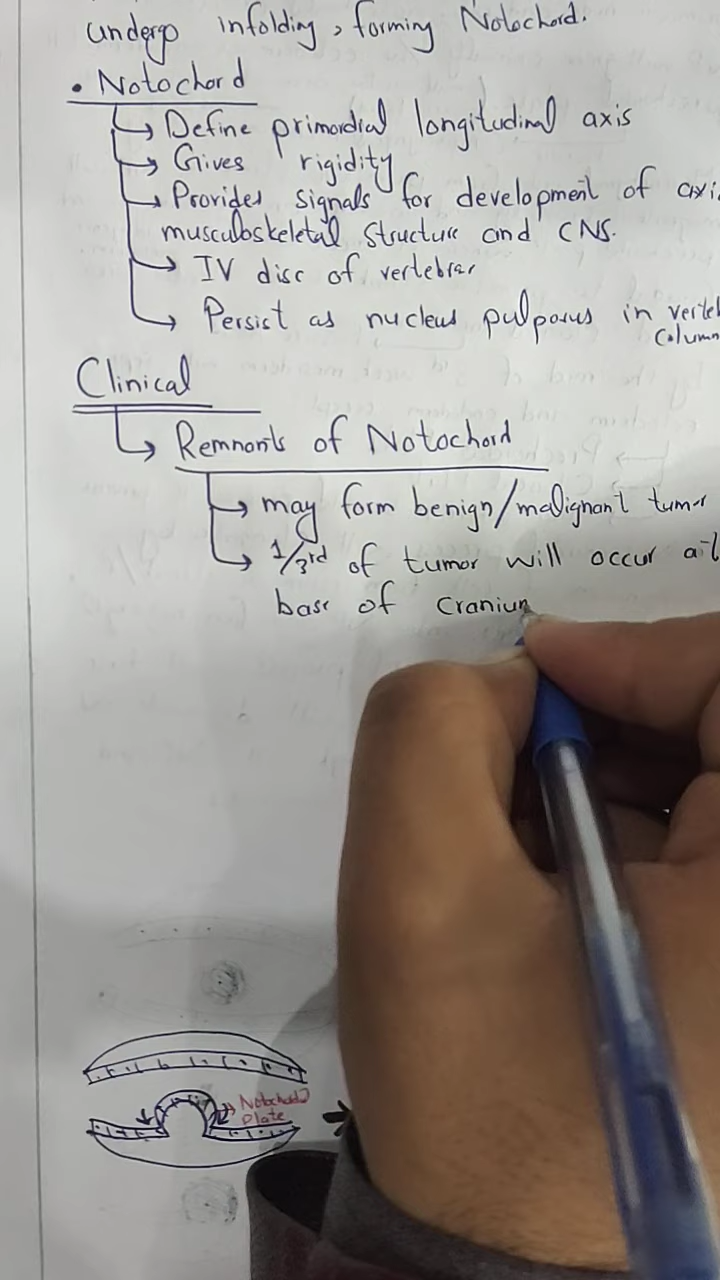 undergo infolding, forming Notochord.
• Notochord
↳ Define primordial longitudinal axis
↳ Gives rigidity
↳ Provides signals for development of axi
musculoskeletal structure and CNS.
→ IV disc of vertebrae
→ Persist as nucleus pulposus in verte
column
Clinical
↳ Remnants of Notochord
↳ may form benign/malignant tumor
↳ 1/3rd of tumor will occur at
base of cranium
Notochord
Plate